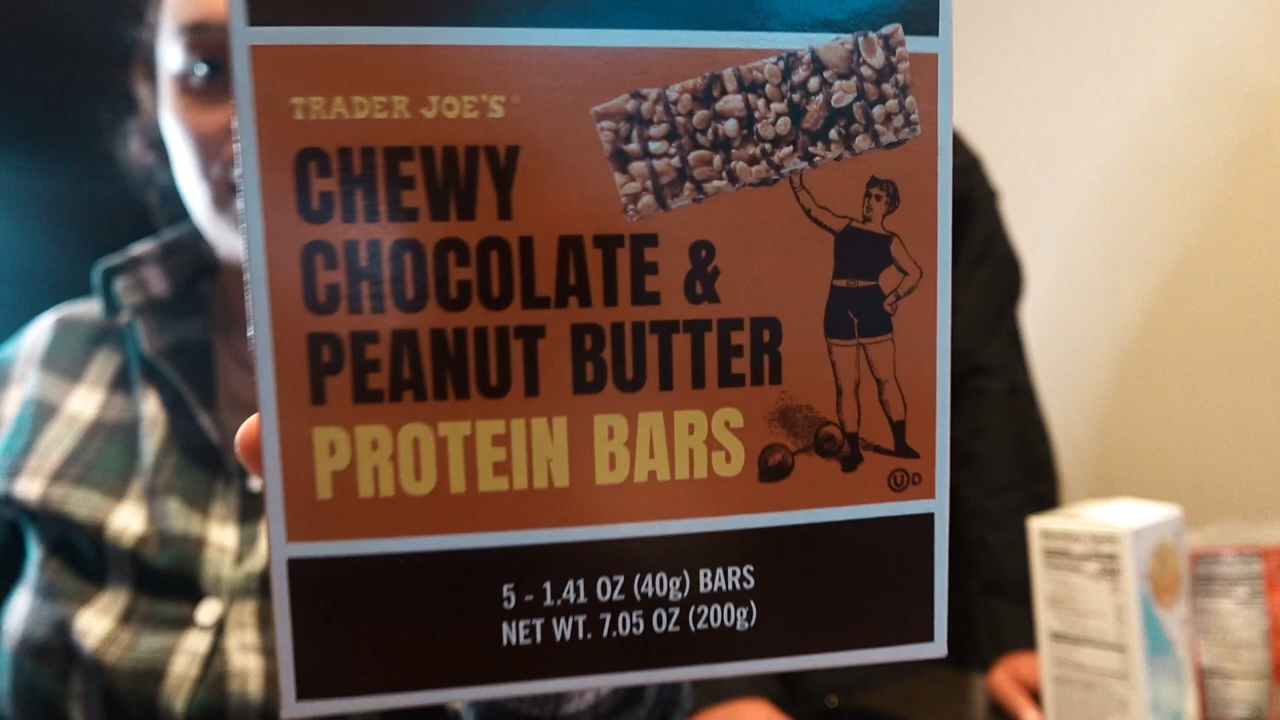 TRADER JOE'S
CHEWY
CHOCOLATE &
PEANUT BUTTER
PROTEIN BARS
U D
5 - 1.41 OZ (40g) BARS
NET WT. 7.05 OZ (200g)